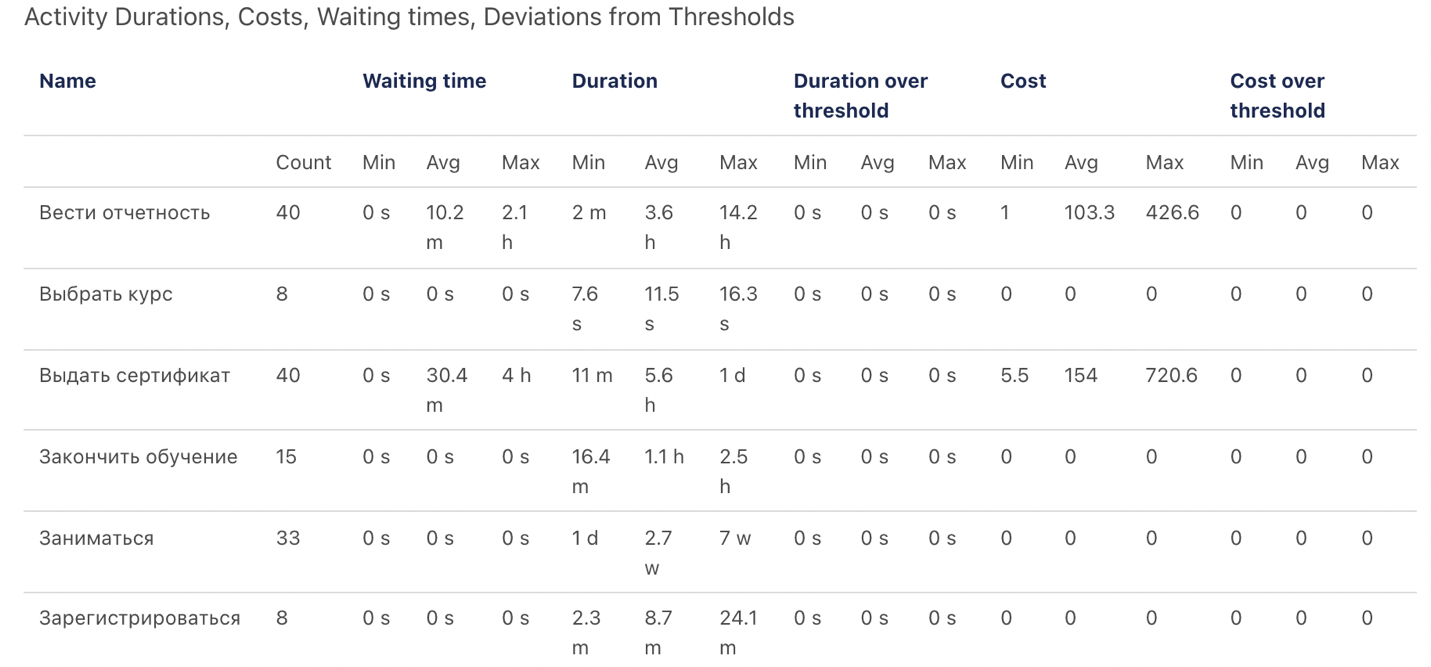 Activity Durations, Costs, Waiting times, Deviations from Thresholds
Name Waiting time Duration Duration over threshold Cost Cost over threshold
Count Min Avg Max Min Avg Max Min Avg Max Min Avg Max Min Avg Max
Вести отчетность 40 0 s 10.2 m 2.1 h 2 m 3.6 h 14.2 h 0 s 0 s 0 s 1 103.3 426.6 0 0 0
Выбрать курс 8 0 s 0 s 0 s 7.6 s 11.5 s 16.3 s 0 s 0 s 0 s 0 0 0 0 0 0
Выдать сертификат 40 0 s 30.4 m 4 h 11 m 5.6 h 1 d 0 s 0 s 0 s 5.5 154 720.6 0 0 0
Закончить обучение 15 0 s 0 s 0 s 16.4 m 1.1 h 2.5 h 0 s 0 s 0 s 0 0 0 0 0 0
Заниматься 33 0 s 0 s 0 s 1 d 2.7 w 7 w 0 s 0 s 0 s 0 0 0 0 0 0
Зарегистрироваться 8 0 s 0 s 0 s 2.3 m 8.7 m 24.1 m 0 s 0 s 0 s 0 0 0 0 0 0